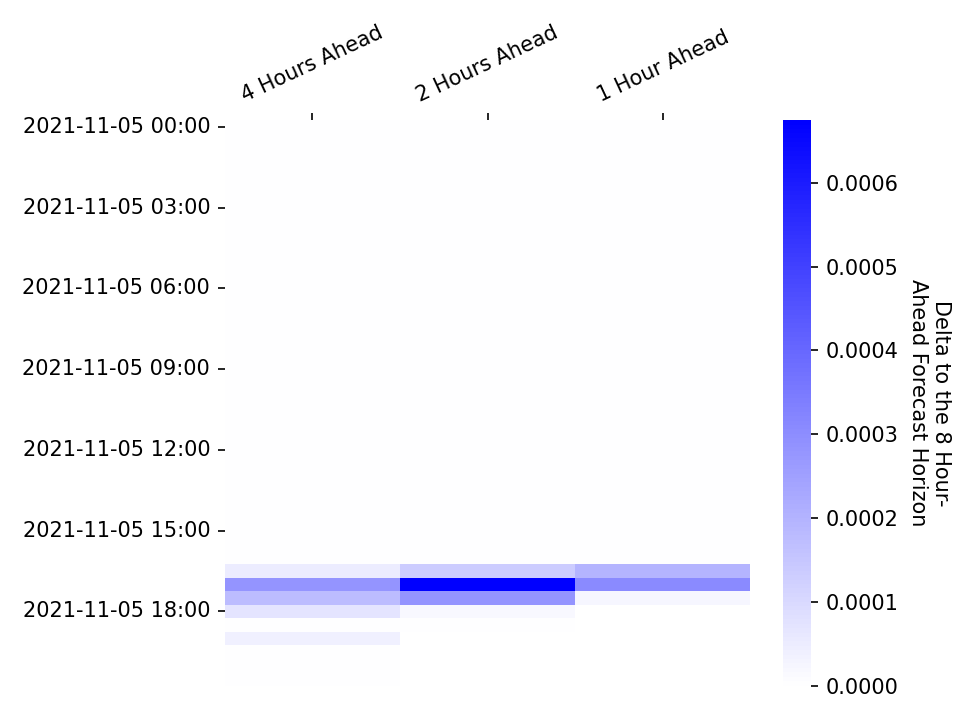 4 Hours Ahead
2 Hours Ahead
1 Hour Ahead
2021-11-05 00:00
2021-11-05 03:00
2021-11-05 06:00
2021-11-05 09:00
2021-11-05 12:00
2021-11-05 15:00
2021-11-05 18:00
0.0006
0.0005
0.0004
0.0003
0.0002
0.0001
0.0000
Delta to the 8 Hour-
Ahead Forecast Horizon